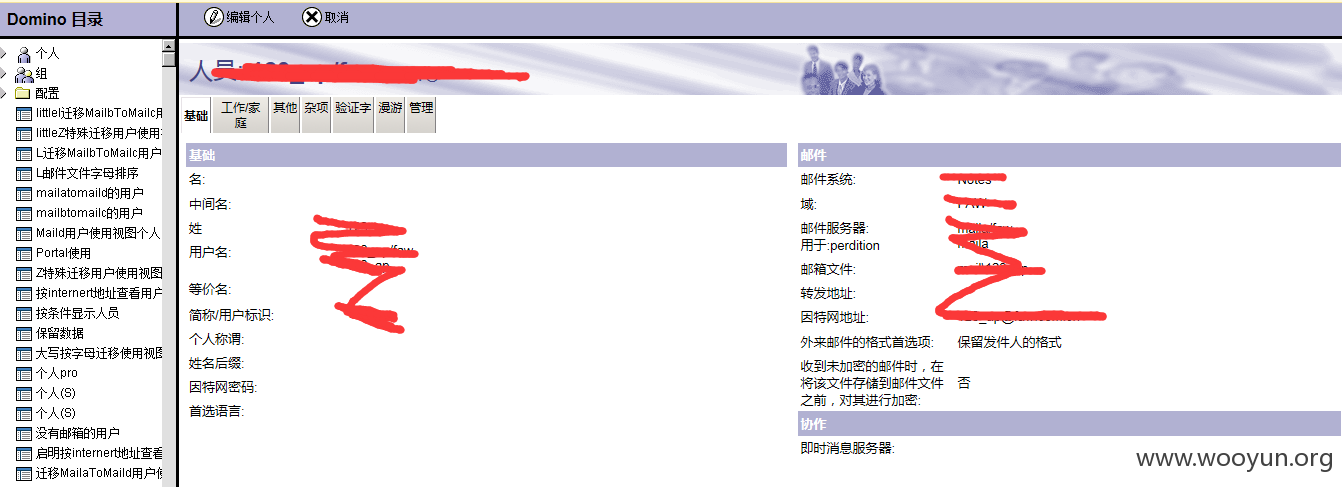 Domino 目录
编辑个人 取消
个人
组
配置
littlel迁移MailbToMailc用
littleZ特殊迁移用户使用
L迁移MailbToMailc用户
L邮件文件字母排序
mailatomaild的用户
mailbtomailc的用户
Maild用户使用视图个人
Portal使用
Z特殊迁移用户使用视图
按internert地址查看用户
按条件显示人员
保留数据
大写按字母迁移使用视图
个人pro
个人(S)
个人(S)
没有邮箱的用户
启明按internert地址查看
迁移MailaToMaild用户使
人员
基础 工作/家庭 其他 杂项 验证字 漫游 管理
基础
名:
中间名:
姓
用户名:
等价名:
简称/用户标识:
个人称谓:
姓名后缀:
因特网密码:
首选语言:
邮件
邮件系统: Notes
域: FAW
邮件服务器:
用于:perdition maila
邮箱文件:
转发地址:
因特网地址:
外来邮件的格式首选项: 保留发件人的格式
收到未加密的邮件时，在
将该文件存储到邮件文件 否
之前，对其进行加密:
协作
即时消息服务器:
www.wooyun.org